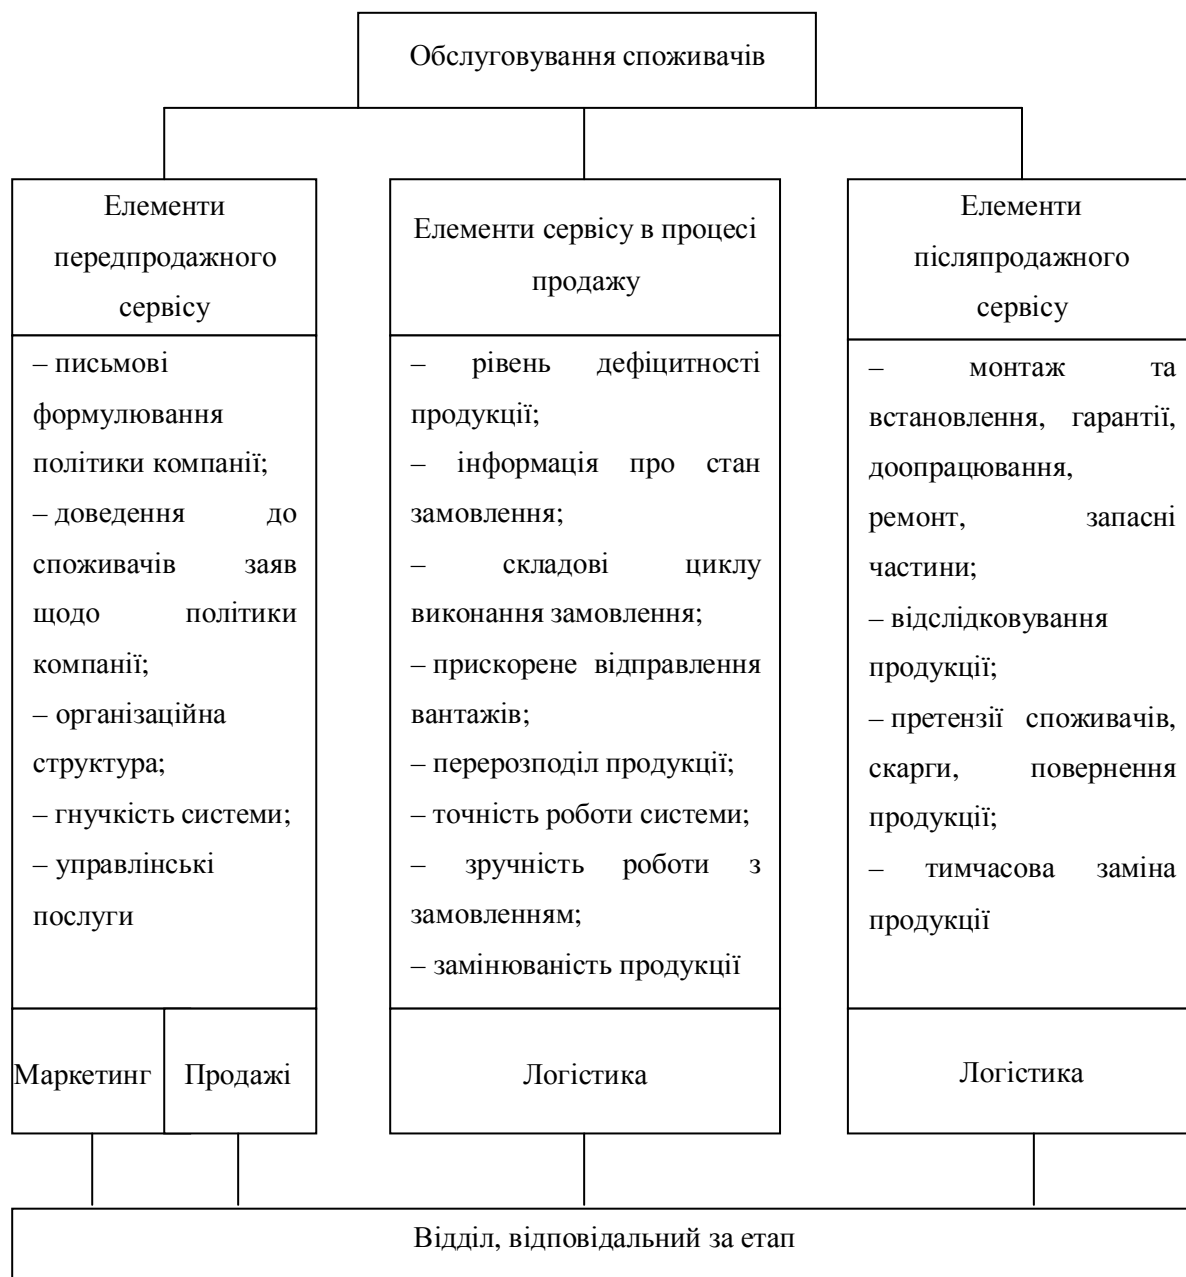 Обслуговування споживачів
Елементи
передпродажного
сервісу
– письмові
формулювання
політики компанії;
– доведення до
споживачів заяв
щодо політики
компанії;
– організаційна
структура;
– гнучкість системи;
– управлінські
послуги
Маркетинг
Продажі
Елементи сервісу в процесі
продажу
– рівень дефіцитності
продукції;
– інформація про стан
замовлення;
– складові циклу
виконання замовлення;
– прискорене відправлення
вантажів;
– перерозподіл продукції;
– точність роботи системи;
– зручність роботи з
замовленням;
– замінюваність продукції
Логістика
Елементи
післяпродажного
сервісу
– монтаж та
встановлення, гарантії,
доопрацювання,
ремонт, запасні
частини;
– відслідковування
продукції;
– претензії споживачів,
скарги, повернення
продукції;
– тимчасова заміна
продукції
Логістика
Відділ, відповідальний за етап